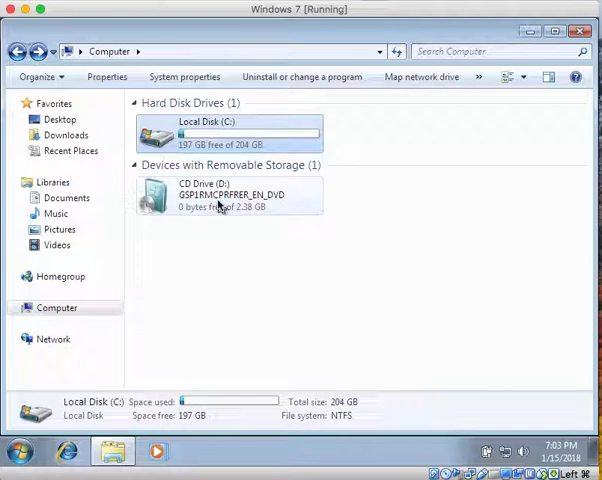 Windows 7 [Running]
Computer
Search Computer
Organize
Properties
System properties
Uninstall or change a program
Map network drive
»
Favorites
Desktop
Downloads
Recent Places
Libraries
Documents
Music
Pictures
Videos
Homegroup
Computer
Network
Hard Disk Drives (1)
Local Disk (C:)
197 GB free of 204 GB
Devices with Removable Storage (1)
CD Drive (D:)
GSP1RMCPRFRER_EN_DVD
0 bytes free of 2.38 GB
Local Disk (C:) Space used:
Total size: 204 GB
Local Disk
Space free: 197 GB
File system: NTFS
7:03 PM
1/15/2018
Left ⌘